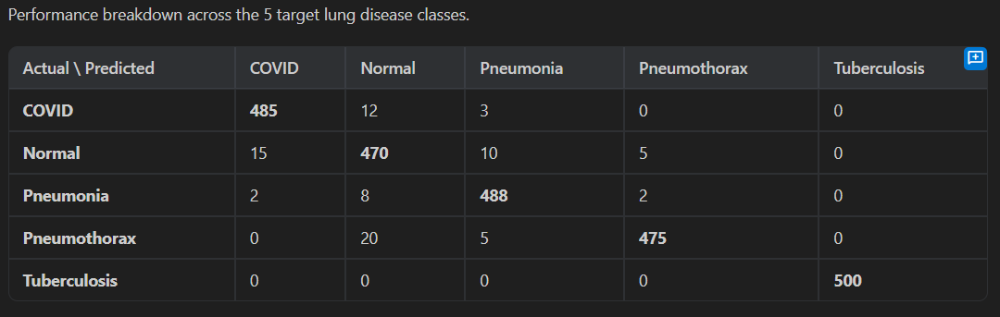 Performance breakdown across the 5 target lung disease classes.
Actual \ Predicted COVID Normal Pneumonia Pneumothorax Tuberculosis
COVID 485 12 3 0 0
Normal 15 470 10 5 0
Pneumonia 2 8 488 2 0
Pneumothorax 0 20 5 475 0
Tuberculosis 0 0 0 0 500